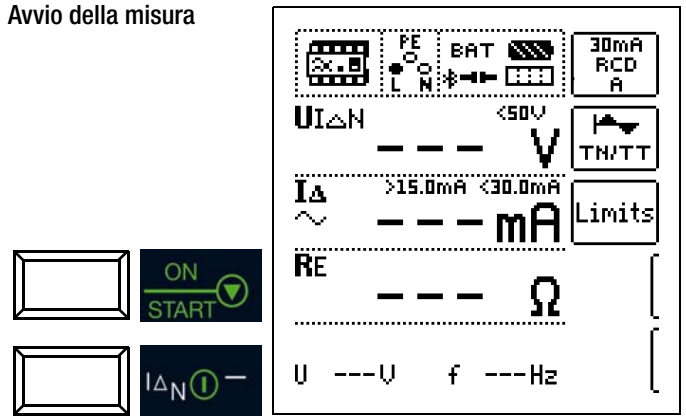 Avvio della misura
PE
L N
BAT
30mA
RCD
A
UI△N <50V
--- V
TN/TT
I△ >15.0mA <30.0mA
∼ --- mA
Limits
RE
--- Ω
ON
START
I△N
U ---V f ---Hz